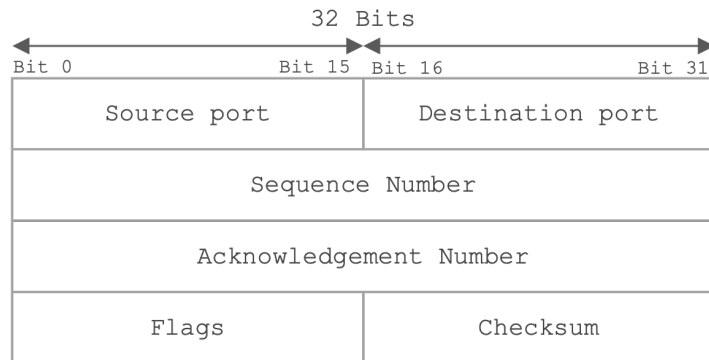 32 Bits
Bit 0 Bit 15 Bit 16 Bit 31
Source port Destination port
Sequence Number
Acknowledgement Number
Flags Checksum